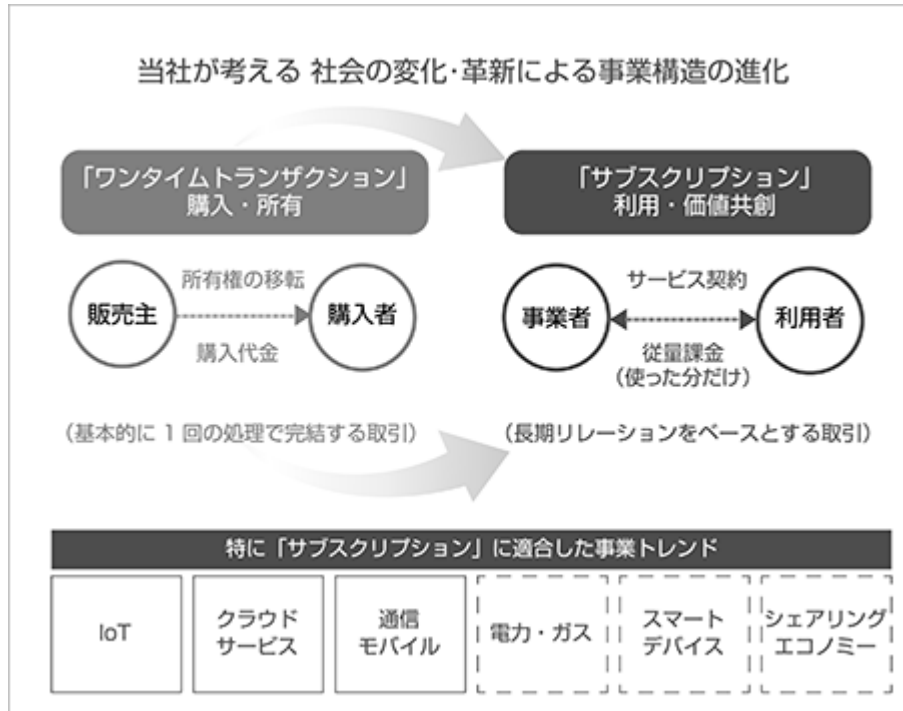 当社が考える 社会の変化・革新による事業構造の進化
「ワンタイムトランザクション」
購入・所有
「サブスクリプション」
利用・価値共創
販売主
所有権の移転
購入代金
購入者
事業者
サービス契約
従量課金
（使った分だけ）
利用者
（基本的に 1 回の処理で完結する取引）
（長期リレーションをベースとする取引）
特に「サブスクリプション」に適合した事業トレンド
IoT
クラウド
サービス
通信
モバイル
電力・ガス
スマート
デバイス
シェアリング
エコノミー